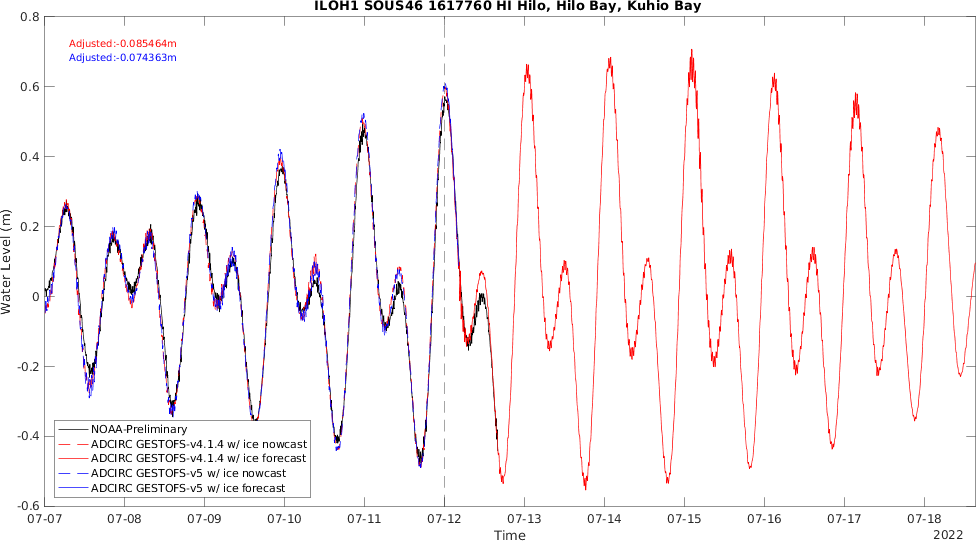 ILOH1 SOUS46 1617760 HI Hilo, Hilo Bay, Kuhio Bay
Adjusted:-0.085464m
Adjusted:-0.074363m
0.8
0.6
0.4
0.2
0
-0.2
-0.4
-0.6
Water Level (m)
NOAA-Preliminary
ADCIRC GESTOFS-v4.1.4 w/ ice nowcast
ADCIRC GESTOFS-v4.1.4 w/ ice forecast
ADCIRC GESTOFS-v5 w/ ice nowcast
ADCIRC GESTOFS-v5 w/ ice forecast
07-07 07-08 07-09 07-10 07-11 07-12 07-13 07-14 07-15 07-16 07-17 07-18
Time
2022